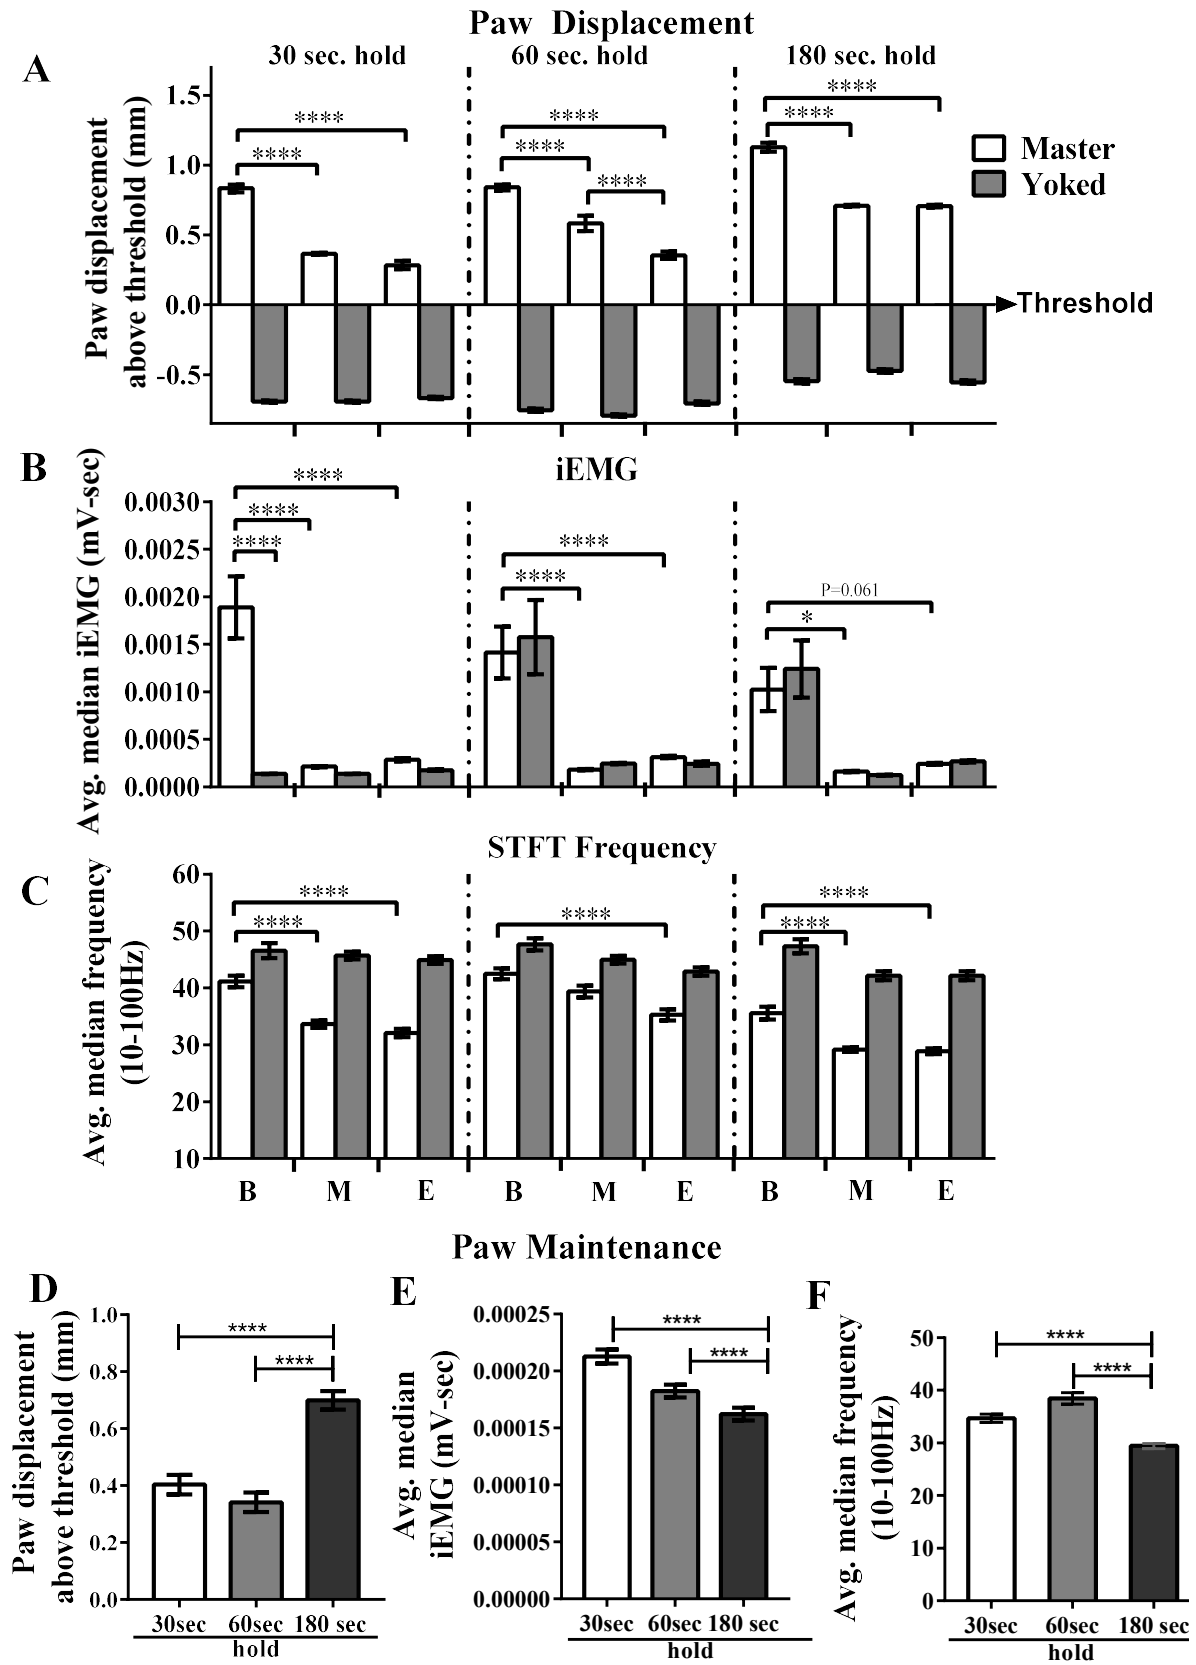 Paw Displacement
A
30 sec. hold
60 sec. hold
180 sec. hold
Paw displacement
above threshold (mm)
1.5
1.0
0.5
0.0
-0.5
****
****
****
****
****
****
****
Master
Yoked
Threshold
B
iEMG
Avg. median iEMG (mV-sec)
0.0030
0.0025
0.0020
0.0015
0.0010
0.0005
0.0000
****
****
****
****
****
P=0.061
*
STFT Frequency
C
Avg. median frequency
(10-100Hz)
60
50
40
30
20
10
****
****
****
****
****
B
M
E
B
M
E
B
M
E
Paw Maintenance
D
Paw displacement
above threshold (mm)
1.0
0.8
0.6
0.4
0.2
0.0
****
****
30sec
60sec
180 sec
hold
E
Avg. median
iEMG (mV-sec)
0.00025
0.00020
0.00015
0.00010
0.00005
0.00000
****
****
30sec
60sec
180 sec
hold
F
Avg. median frequency
(10-100Hz)
50
40
30
20
10
0
****
****
30sec
60sec
180 sec
hold